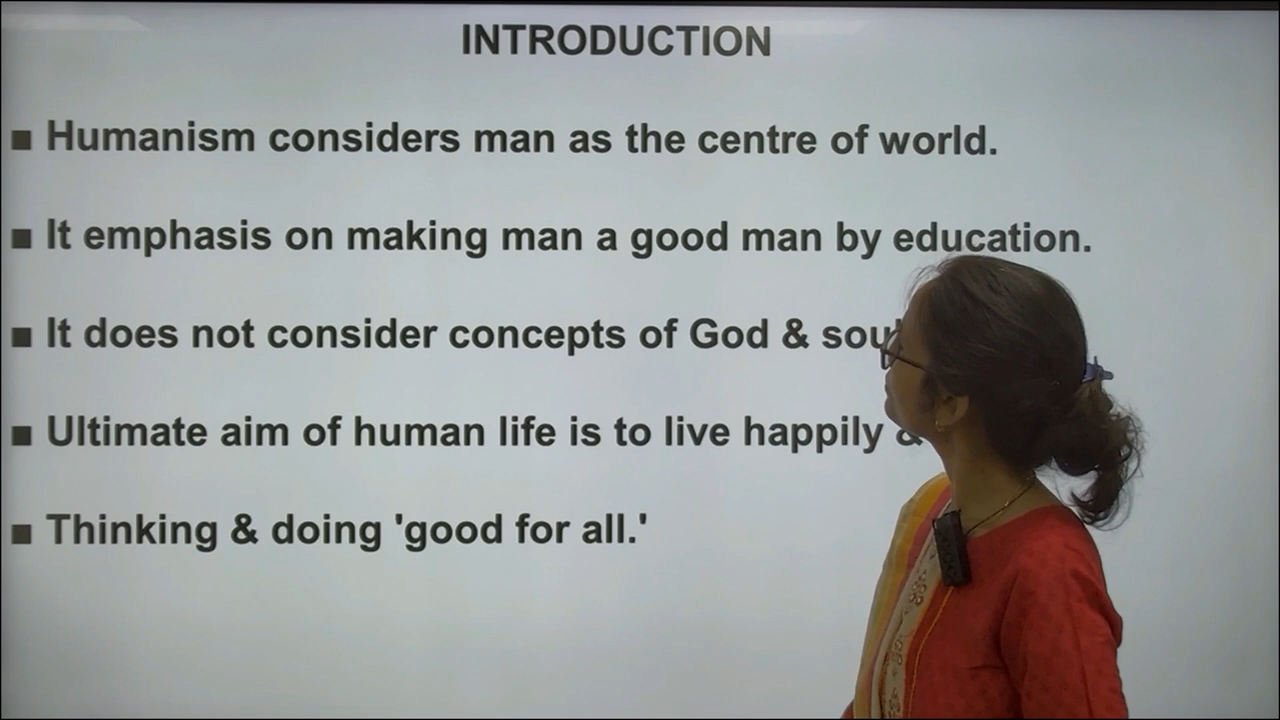 INTRODUCTION
■ Humanism considers man as the centre of world.
■ It emphasis on making man a good man by education.
■ It does not consider concepts of God &
■ Ultimate aim of human life is to live happily &
■ Thinking & doing 'good for all.'